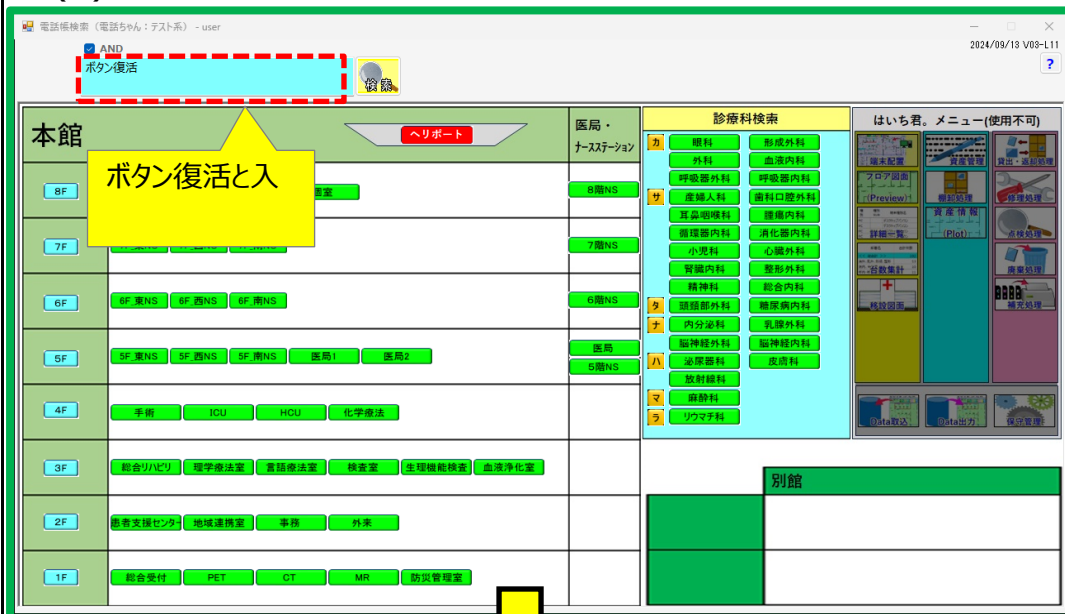 電話帳検索（電話ちゃん：テスト系） - user
2024/09/13 V03-L11
AND
ボタン復活
検索
?
ボタン復活と入
本館
ヘリポート
医局・
ナースステーション
8F
8階NS
7F
7階NS
6F
6F_東NS 6F_西NS 6F_南NS
6階NS
5F
5F_東NS 5F_西NS 5F_南NS 医局1 医局2
医局
5階NS
4F
手術 ICU HCU 化学療法
3F
総合リハビリ 理学療法室 言語療法室 検査室 生理機能検査 血液浄化室
2F
患者支援センター 地域連携室 事務 外来
1F
総合受付 PET CT MR 防災管理室
診療科検索
カ 眼科 形成外科
外科 血液内科
呼吸器外科 呼吸器内科
サ 産婦人科 歯科口腔外科
耳鼻咽喉科 腫瘍内科
循環器内科 消化器内科
小児科 心臓外科
腎臓内科 整形外科
精神科 総合内科
タ 頭頸部外科 糖尿病内科
ナ 内分泌科 乳腺外科
脳神経外科 脳神経内科
ハ 泌尿器科 皮膚科
放射線科
マ 麻酔科
ラ リウマチ科
はいち君。メニュー(使用不可)
端末配置 資産管理 貸出・返却処理
フロア図面
(Preview) 棚卸処理 修理処理
資産情報
詳細一覧 (Plot) 点検処理
台数集計 廃棄処理
施設図面 補充処理
Data取込 Data出力 保守管理
別館